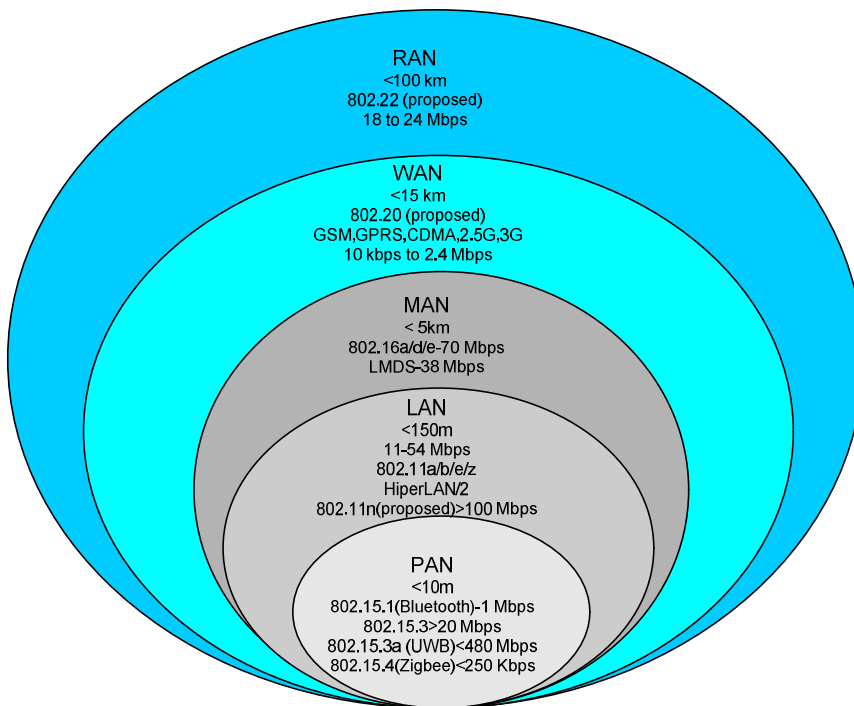 RAN
<100 km
802.22 (proposed)
18 to 24 Mbps
WAN
<15 km
802.20 (proposed)
GSM,GPRS,CDMA,2.5G,3G
10 kbps to 2.4 Mbps
MAN
< 5km
802.16a/d/e-70 Mbps
LMDS-38 Mbps
LAN
<150m
11-54 Mbps
802.11a/b/e/z
HiperLAN/2
802.11n(proposed)>100 Mbps
PAN
<10m
802.15.1(Bluetooth)-1 Mbps
802.15.3>20 Mbps
802.15.3a (UWB)<480 Mbps
802.15.4(Zigbee)<250 Kbps